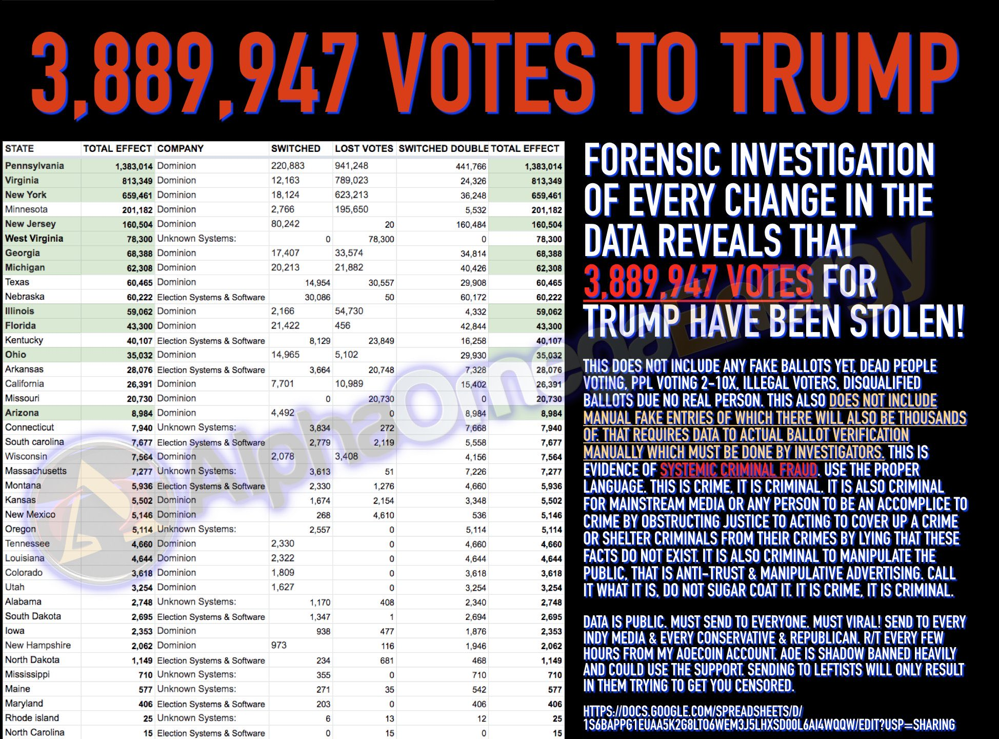 3,889,947 VOTES TO TRUMP
STATE TOTAL EFFECT COMPANY SWITCHED LOST VOTES SWITCHED DOUBLE TOTAL EFFECT
Pennsylvania 1,383,014 Dominion 220,883 941,248 441,766 1,383,014
Virginia 813,349 Dominion 12,163 789,023 24,326 813,349
New York 659,461 Dominion 18,124 623,213 36,248 659,461
Minnesota 201,182 Dominion 2,766 195,650 5,532 201,182
New Jersey 160,504 Dominion 80,242 20 160,484 160,504
West Virginia 78,300 Unknown Systems: 0 78,300 0 78,300
Georgia 68,388 Dominion 17,407 33,574 34,814 68,388
Michigan 62,308 Dominion 20,213 21,882 40,426 62,308
Texas 60,465 Dominion 14,954 30,557 29,908 60,465
Nebraska 60,222 Election Systems & Software 30,086 50 60,172 60,222
Illinois 59,062 Dominion 2,166 54,730 4,332 59,062
Florida 43,300 Dominion 21,422 456 42,844 43,300
Kentucky 40,107 Election Systems & Software 8,129 23,849 16,258 40,107
Ohio 35,032 Dominion 14,965 5,102 29,930 35,032
Arkansas 28,076 Election Systems & Software 3,664 20,748 7,328 28,076
California 26,391 Dominion 7,701 10,989 15,402 26,391
Missouri 20,730 Dominion 0 20,730 0 20,730
Arizona 8,984 Dominion 4,492 0 8,984 8,984
Connecticut 7,940 Unknown Systems: 3,834 272 7,668 7,940
South carolina 7,677 Election Systems & Software 2,779 2,119 5,558 7,677
Wisconsin 7,564 Dominion 2,078 3,408 4,156 7,564
Massachusetts 7,277 Unknown Systems: 3,613 51 7,226 7,277
Montana 5,936 Election Systems & Software 2,330 1,276 4,660 5,936
Kansas 5,502 Dominion 1,674 2,154 3,348 5,502
New Mexico 5,146 Dominion 268 4,610 536 5,146
Oregon 5,114 Unknown Systems: 2,557 0 5,114 5,114
Tennessee 4,660 Dominion 2,330 0 4,660 4,660
Louisiana 4,644 Dominion 2,322 0 4,644 4,644
Colorado 3,618 Dominion 1,809 0 3,618 3,618
Utah 3,254 Dominion 1,627 0 3,254 3,254
Alabama 2,748 Unknown Systems: 1,170 408 2,340 2,748
South Dakota 2,695 Election Systems & Software 1,347 1 2,694 2,695
Iowa 2,353 Dominion 938 477 1,876 2,353
New Hampshire 2,062 Dominion 973 116 1,946 2,062
North Dakota 1,149 Election Systems & Software 234 681 468 1,149
Mississippi 710 Unknown Systems: 355 0 710 710
Maine 577 Unknown Systems: 271 35 542 577
Maryland 406 Election Systems & Software 203 0 406 406
Rhode island 25 Unknown Systems: 6 13 12 25
North Carolina 15 Election Systems & Software 0 15 0 15
AlphaOmegaEnergy
FORENSIC INVESTIGATION
OF EVERY CHANGE IN THE
DATA REVEALS THAT
3,889,947 VOTES FOR
TRUMP HAVE BEEN STOLEN!
THIS DOES NOT INCLUDE ANY FAKE BALLOTS YET, DEAD PEOPLE
VOTING, PPL VOTING 2-10X, ILLEGAL VOTERS, DISQUALIFIED
BALLOTS DUE NO REAL PERSON. THIS ALSO DOES NOT INCLUDE
MANUAL FAKE ENTRIES OF WHICH THERE WILL ALSO BE THOUSANDS
OF. THAT REQUIRES DATA TO ACTUAL BALLOT VERIFICATION
MANUALLY WHICH MUST BE DONE BY INVESTIGATORS. THIS IS
EVIDENCE OF SYSTEMIC CRIMINAL FRAUD. USE THE PROPER
LANGUAGE. THIS IS CRIME, IT IS CRIMINAL. IT IS ALSO CRIMINAL
FOR MAINSTREAM MEDIA OR ANY PERSON TO BE AN ACCOMPLICE TO
CRIME BY OBSTRUCTING JUSTICE TO ACTING TO COVER UP A CRIME
OR SHELTER CRIMINALS FROM THEIR CRIMES BY LYING THAT THESE
FACTS DO NOT EXIST. IT IS ALSO CRIMINAL TO MANIPULATE THE
PUBLIC, THAT IS ANTI-TRUST & MANIPULATIVE ADVERTISING. CALL
IT WHAT IT IS, DO NOT SUGAR COAT IT. IT IS CRIME, IT IS CRIMINAL.
DATA IS PUBLIC. MUST SEND TO EVERYONE. MUST VIRAL! SEND TO EVERY
INDY MEDIA & EVERY CONSERVATIVE & REPUBLICAN. R/T EVERY FEW
HOURS FROM MY AOECOIN ACCOUNT. AOE IS SHADOW BANNED HEAVILY
AND COULD USE THE SUPPORT. SENDING TO LEFTISTS WILL ONLY RESULT
IN THEM TRYING TO GET YOU CENSORED.
HTTPS://DOCS.GOOGLE.COM/SPREADSHEETS/D/
1S6BAPPG1EUAA5K2G8LTO6WEM3J5LHXSD0OL6AI4WQQW/EDIT?USP=SHARING